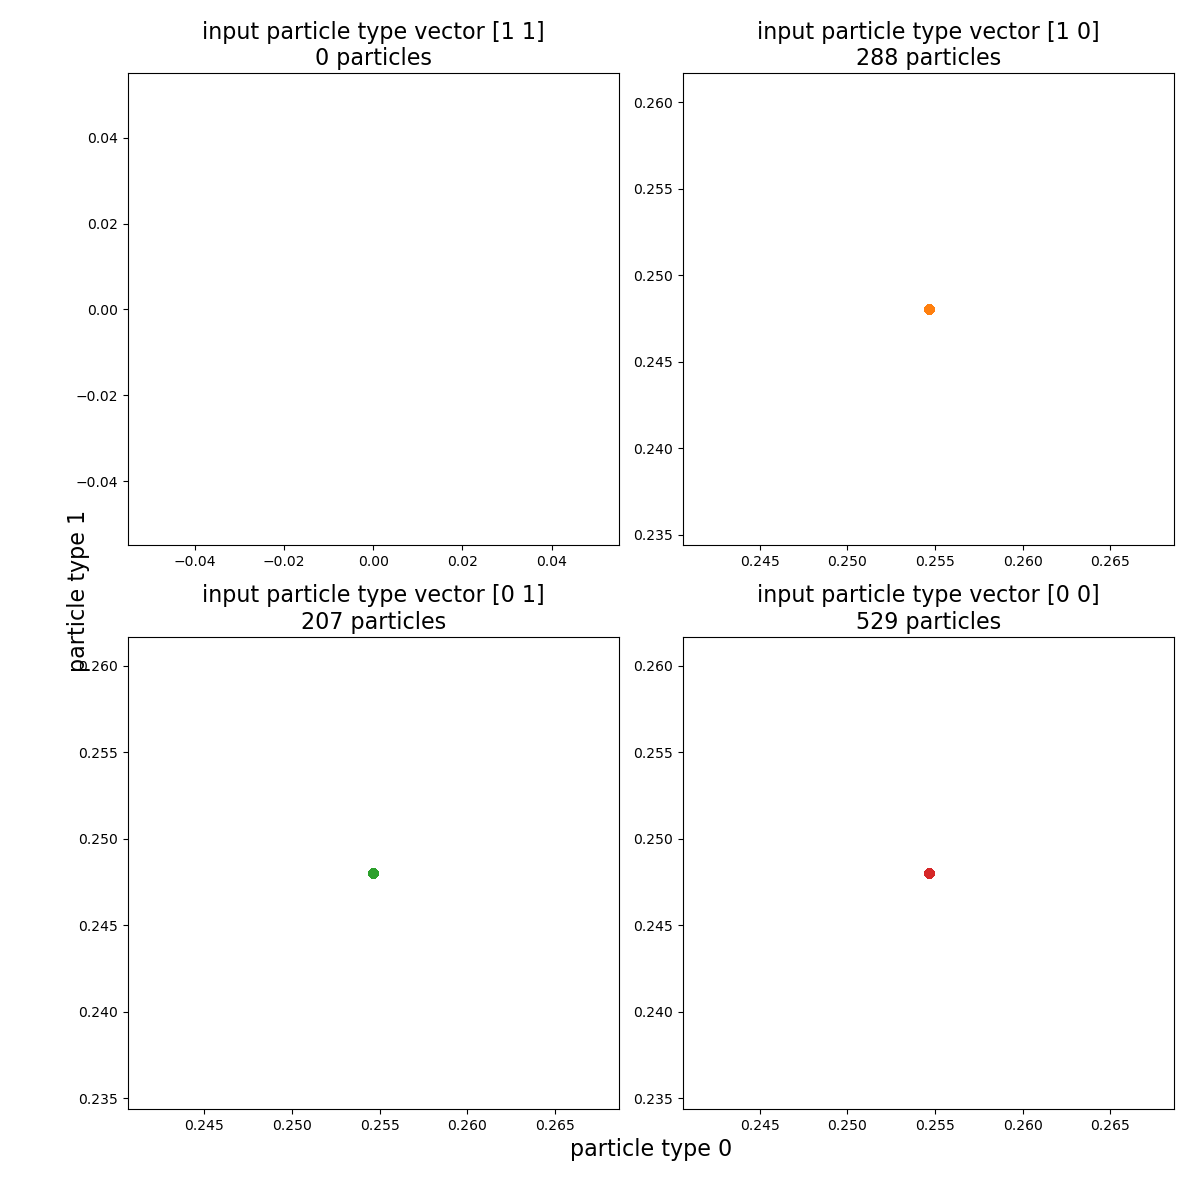 input particle type vector [1 1]
0 particles
0.04
0.02
0.00
−0.02
−0.04
−0.04 −0.02 0.00 0.02 0.04
input particle type vector [1 0]
288 particles
0.260
0.255
0.250
0.245
0.240
0.235
0.245 0.250 0.255 0.260 0.265
particle type 1
input particle type vector [0 1]
207 particles
0.260
0.255
0.250
0.245
0.240
0.235
0.245 0.250 0.255 0.260 0.265
input particle type vector [0 0]
529 particles
0.260
0.255
0.250
0.245
0.240
0.235
0.245 0.250 0.255 0.260 0.265
particle type 0